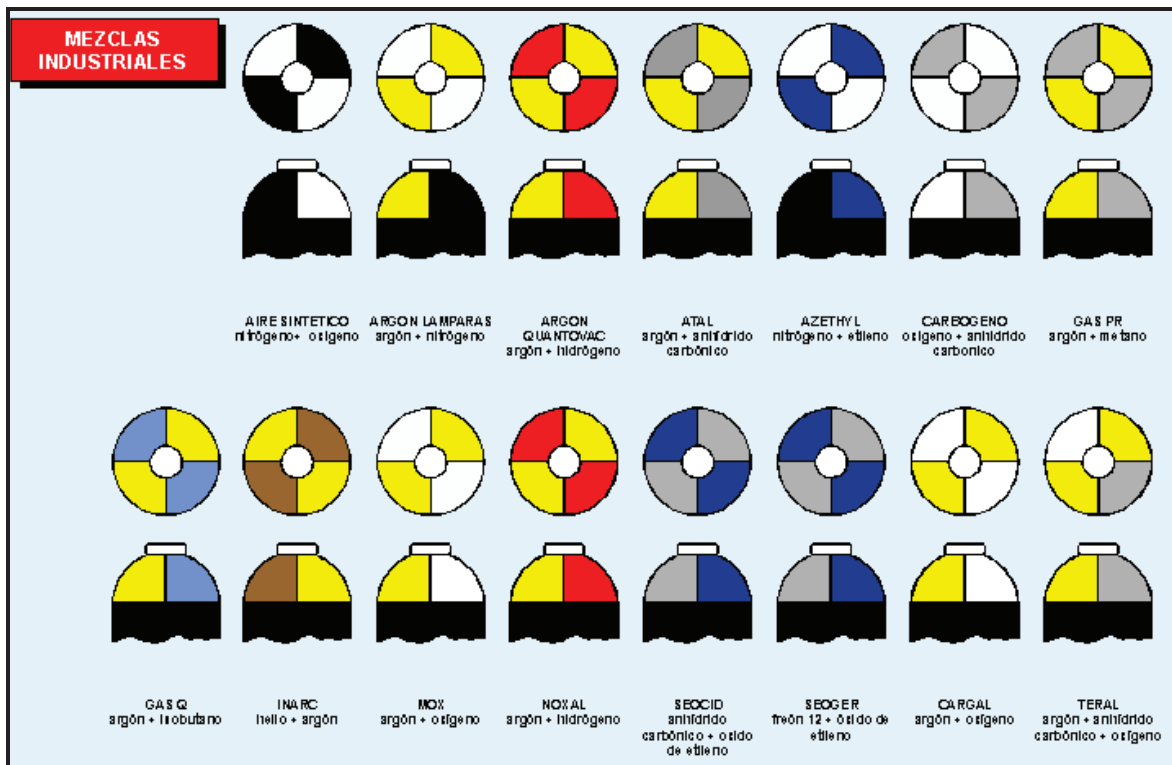 MEZCLAS
INDUSTRIALES
AIRE SINTETICO
nitrógeno+ oxígeno
ARGON LAMPARAS
argón + nitrógeno
ARGON
QUANTOVAC
argón + hidrógeno
ATAL
argón + anhídrido
carbónico
AZETHYL
nitrógeno + etileno
CARBOGENO
oxígeno + anhídrido
carbonico
GAS PR
argón + metano
GAS Q
argón + isobutano
INARC
helio + argón
MOX
argón + oxígeno
NOXAL
argón + hidrógeno
SEOCID
anhídrido
carbónico + oxido
de etileno
SEOGER
freón 12 + óxido de
etileno
CARGAL
argón + oxígeno
TERAL
argón + anhídrido
carbónico + oxígeno